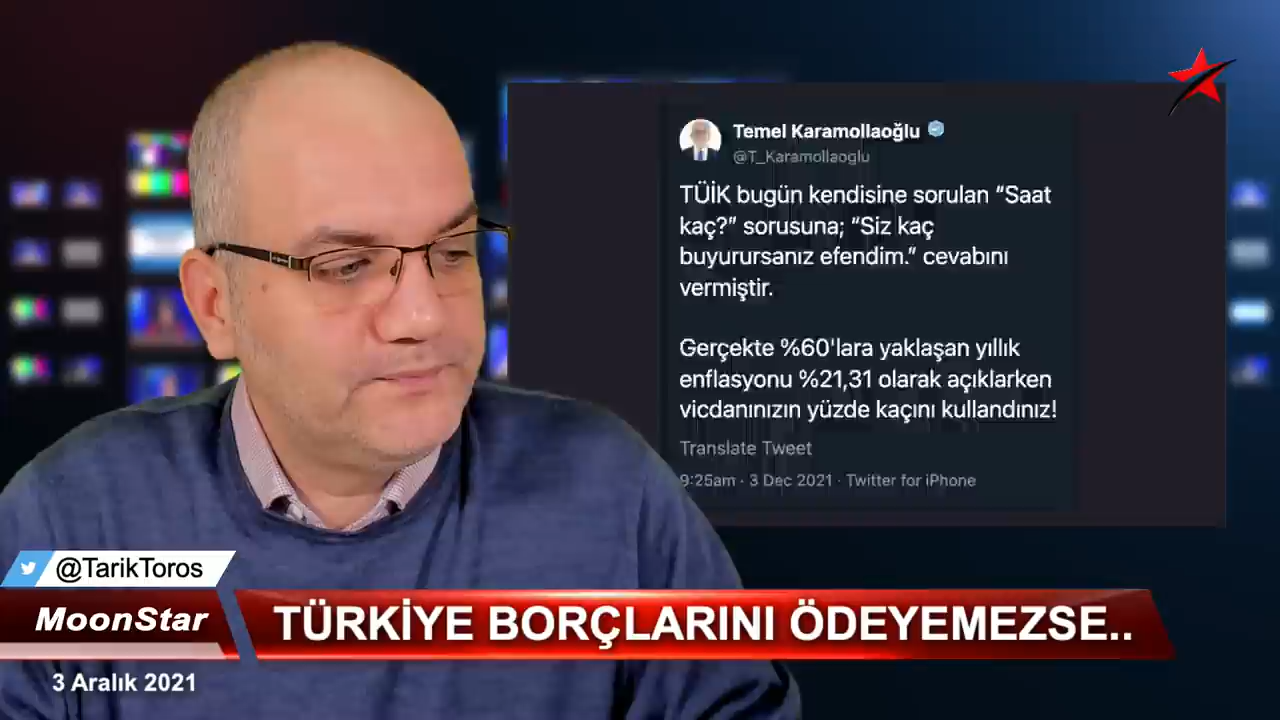 Temel Karamollaoğlu
@T_Karamollaoglu
TÜİK bugün kendisine sorulan “Saat
kaç?” sorusuna; “Siz kaç
buyurursanız efendim.” cevabını
vermiştir.
Gerçekte %60'lara yaklaşan yıllık
enflasyonu %21,31 olarak açıklarken
vicdanınızın yüzde kaçını kullandınız!
Translate Tweet
9:25am · 3 Dec 2021 · Twitter for iPhone
@TarikToros
MoonStar
TÜRKİYE BORÇLARINI ÖDEYEMEZSE..
3 Aralık 2021